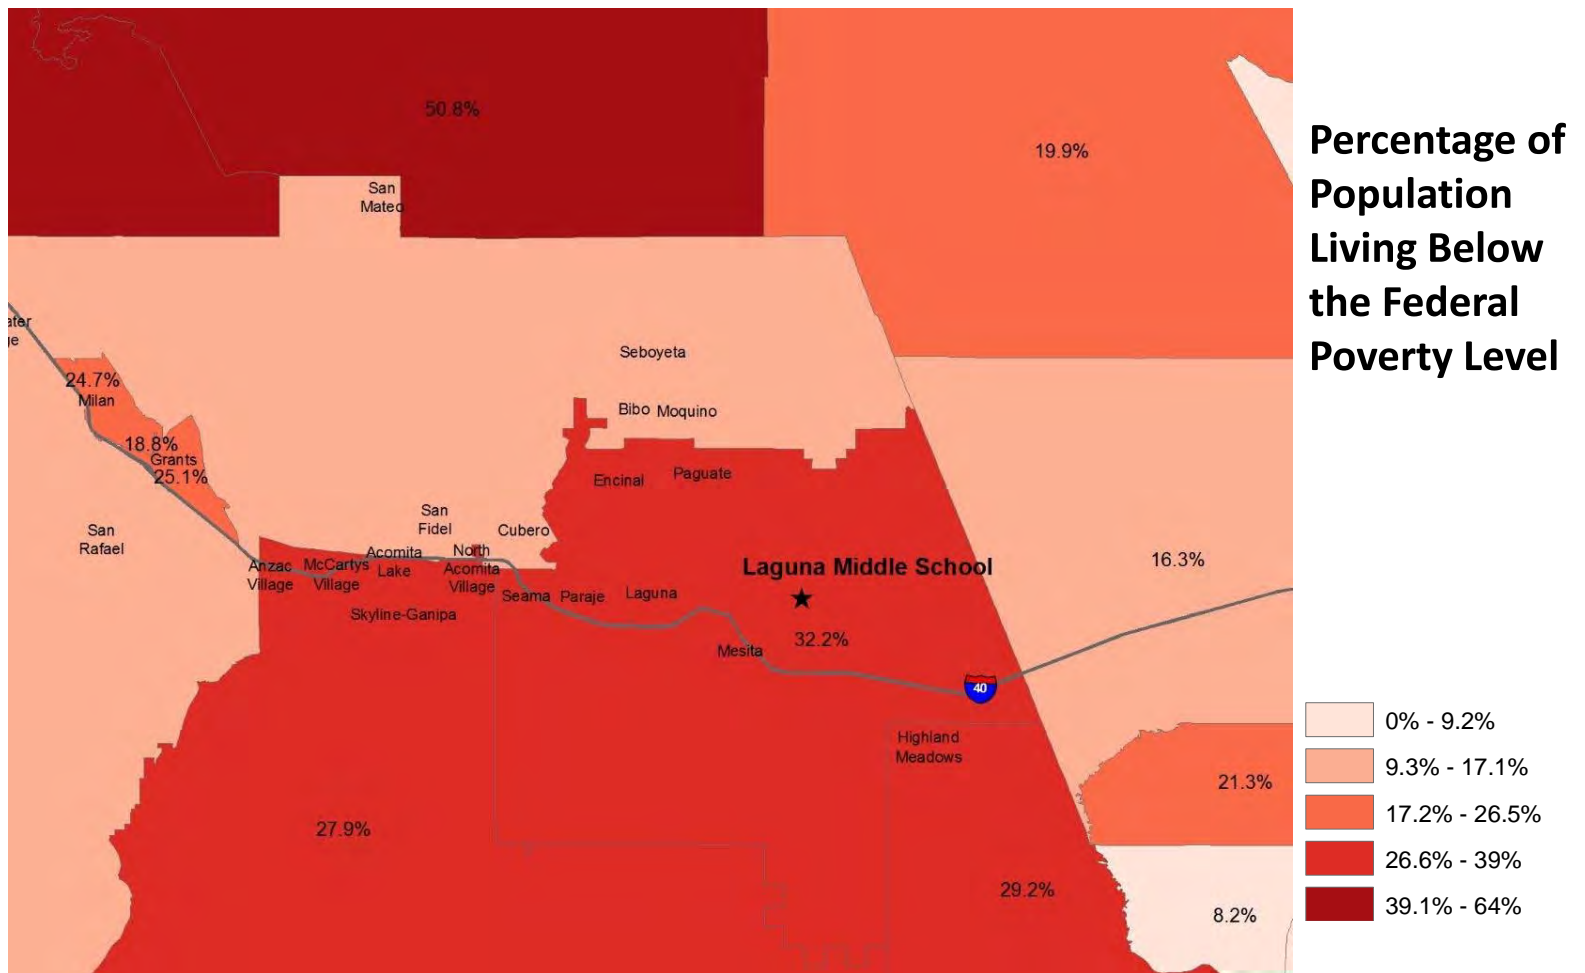 50.8%
19.9%
Percentage of
Population
Living Below
the Federal
Poverty Level
San
Mateo
ater
ge
Seboyeta
24.7%
Milan
Bibo Moquino
18.8%
Grants
25.1%
Encinal
Paguate
San
Fidel
Cubero
San
Rafael
Anzac
Village
McCartys
Village
Acomita
Lake
North
Acomita
Village
Skyline-Ganipa
Seama
Paraje
Laguna
Laguna Middle School
32.2%
Mesita
16.3%
40
Highland
Meadows
21.3%
27.9%
29.2%
8.2%
0% - 9.2%
9.3% - 17.1%
17.2% - 26.5%
26.6% - 39%
39.1% - 64%